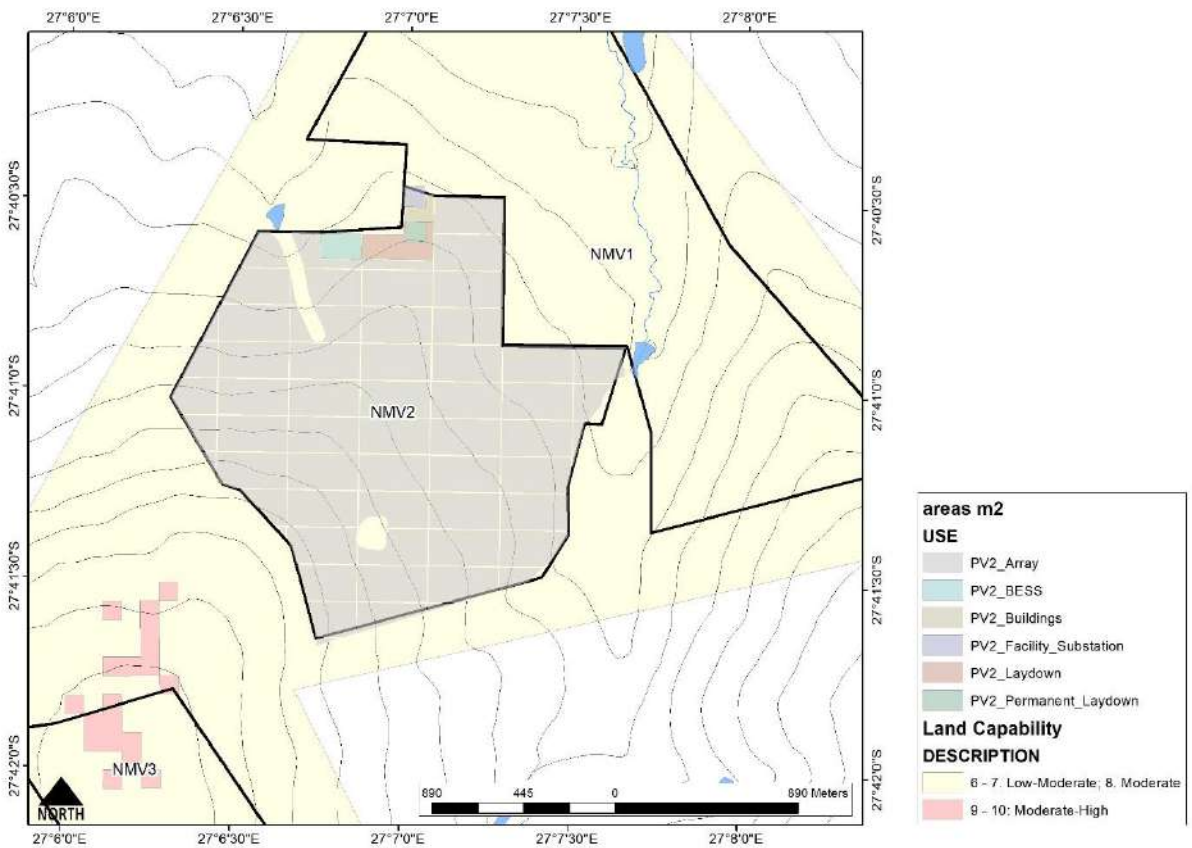 27°6'0"E 27°6'30"E 27°7'0"E 27°7'30"E 27°8'0"E
27°40'30"S 27°40'30"S
NMV1
27°41'0"S 27°41'0"S
NMV2
27°41'30"S 27°41'30"S
27°42'0"S 27°42'0"S
NMV3
NORTH
890 445 0 890 Meters
27°6'0"E 27°6'30"E 27°7'0"E 27°7'30"E 27°8'0"E
areas m2
USE
PV2_Array
PV2_BESS
PV2_Buildings
PV2_Facility_Substation
PV2_Laydown
PV2_Permanent_Laydown
Land Capability
DESCRIPTION
6 - 7. Low-Moderate; 8. Moderate
9 - 10: Moderate-High